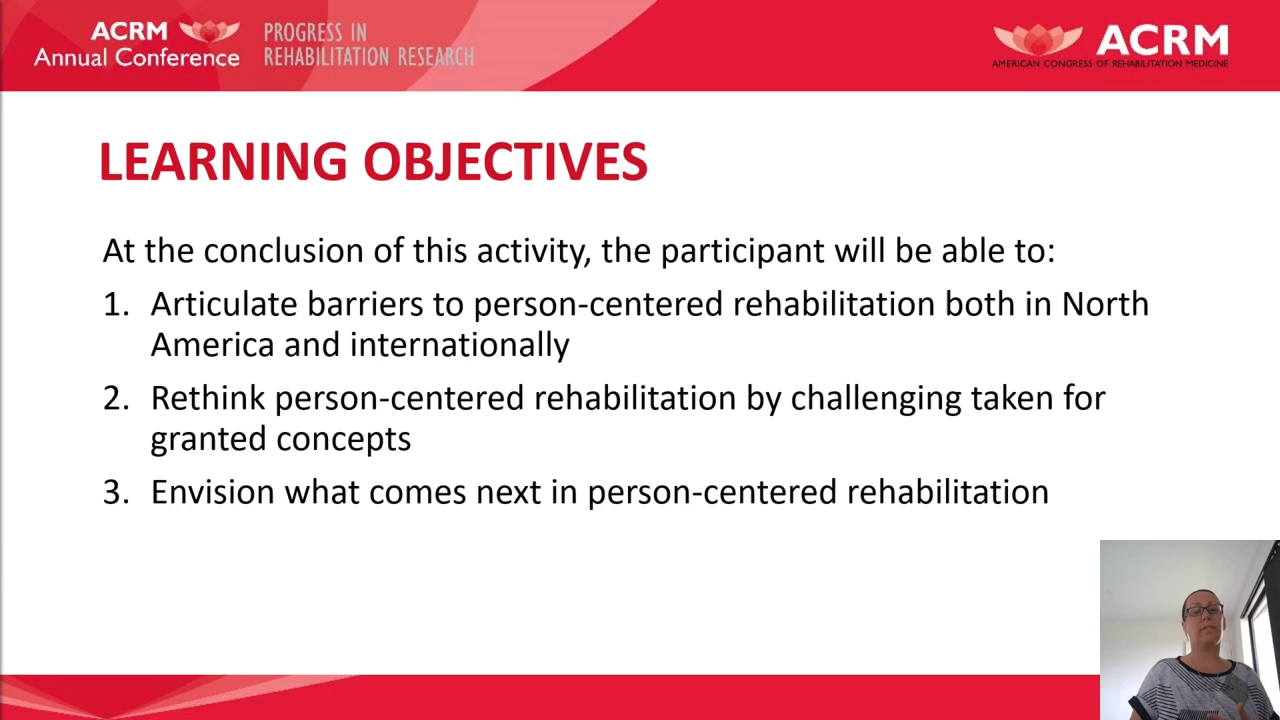 ACRM
Annual Conference
PROGRESS IN
REHABILITATION RESEARCH
ACRM
AMERICAN CONGRESS OF REHABILITATION MEDICINE
LEARNING OBJECTIVES
At the conclusion of this activity, the participant will be able to:
1. Articulate barriers to person-centered rehabilitation both in North
America and internationally
2. Rethink person-centered rehabilitation by challenging taken for
granted concepts
3. Envision what comes next in person-centered rehabilitation